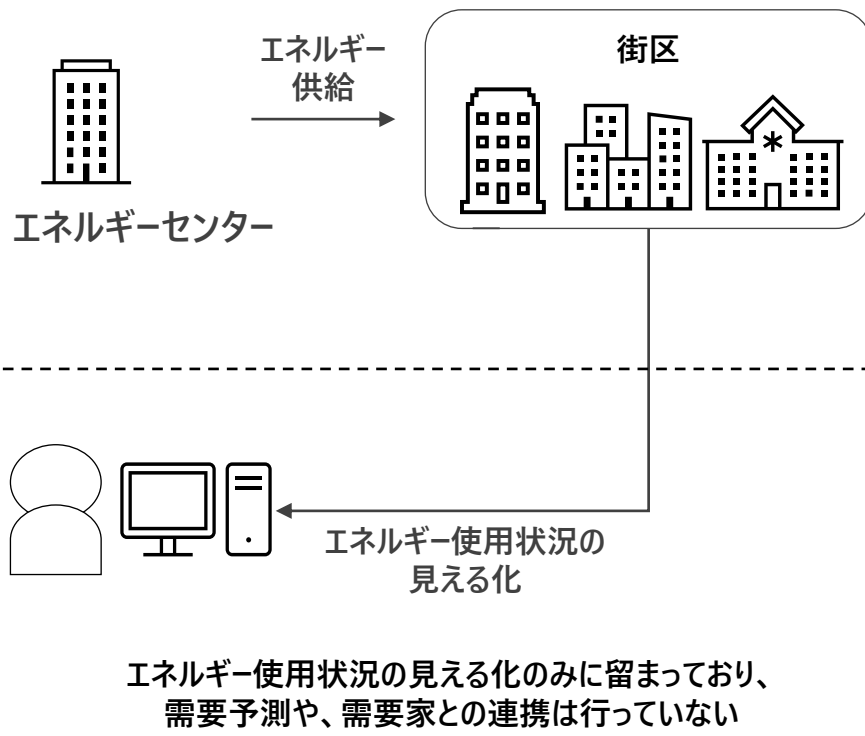 エネルギー
供給
街区
エネルギーセンター
エネルギー使用状況の
見える化
エネルギー使用状況の見える化のみに留まっており、
需要予測や、需要家との連携は行っていない